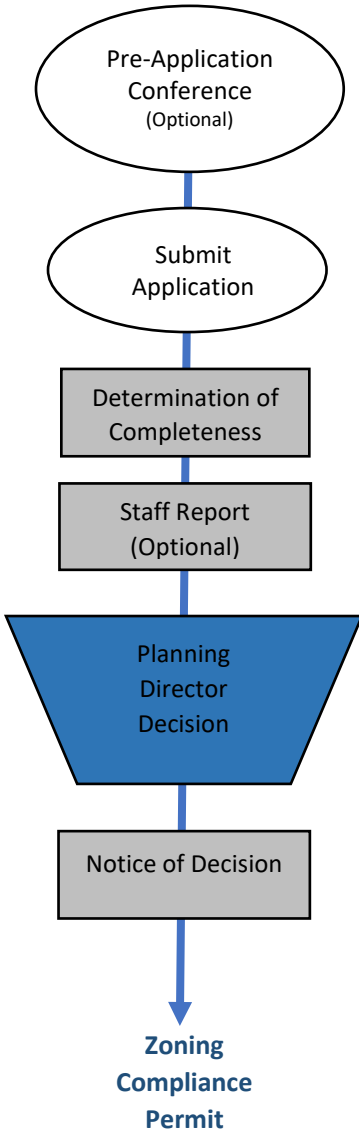 Pre-Application
Conference
(Optional)
Submit
Application
Determination of
Completeness
Staff Report
(Optional)
Planning
Director
Decision
Notice of Decision
Zoning
Compliance
Permit